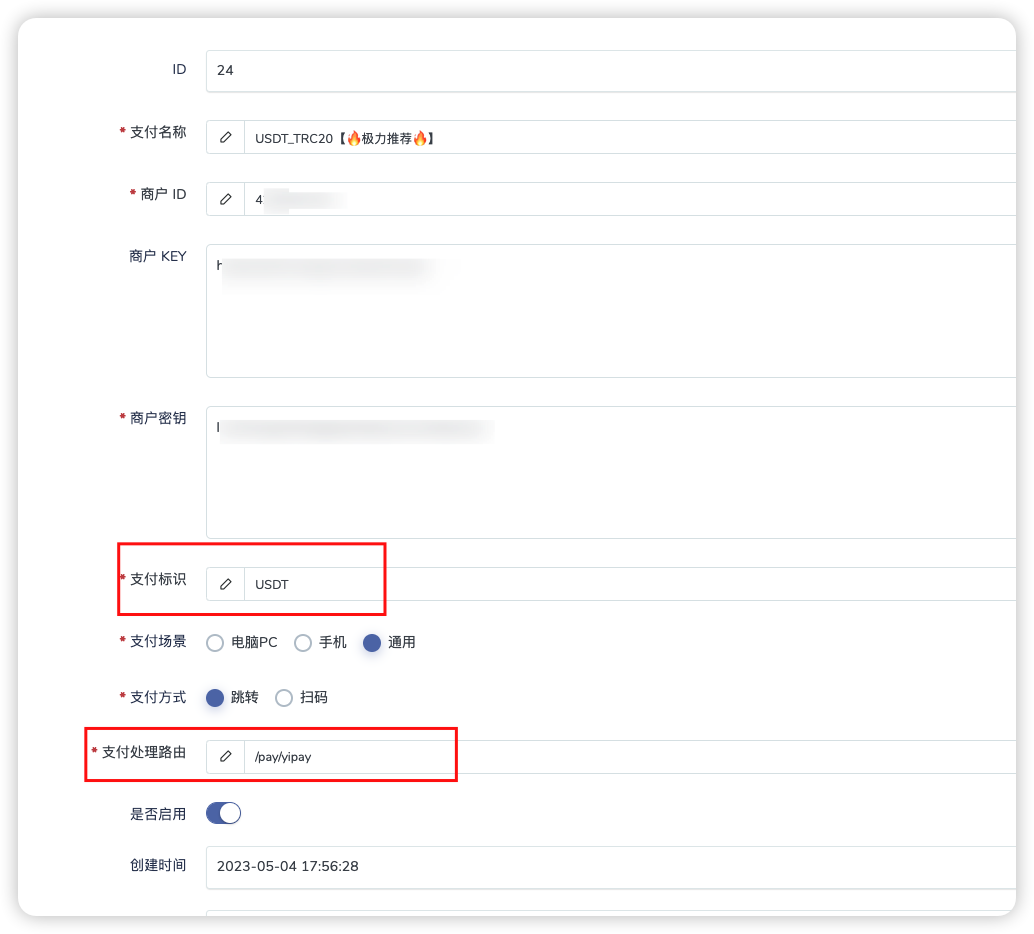 ID 24
* 支付名称 USDT_TRC20【🔥极力推荐🔥】
* 商户 ID 4
商户 KEY h
* 商户密钥
* 支付标识 USDT
* 支付场景 电脑PC 手机 通用
* 支付方式 跳转 扫码
* 支付处理路由 /pay/yipay
是否启用
创建时间 2023-05-04 17:56:28